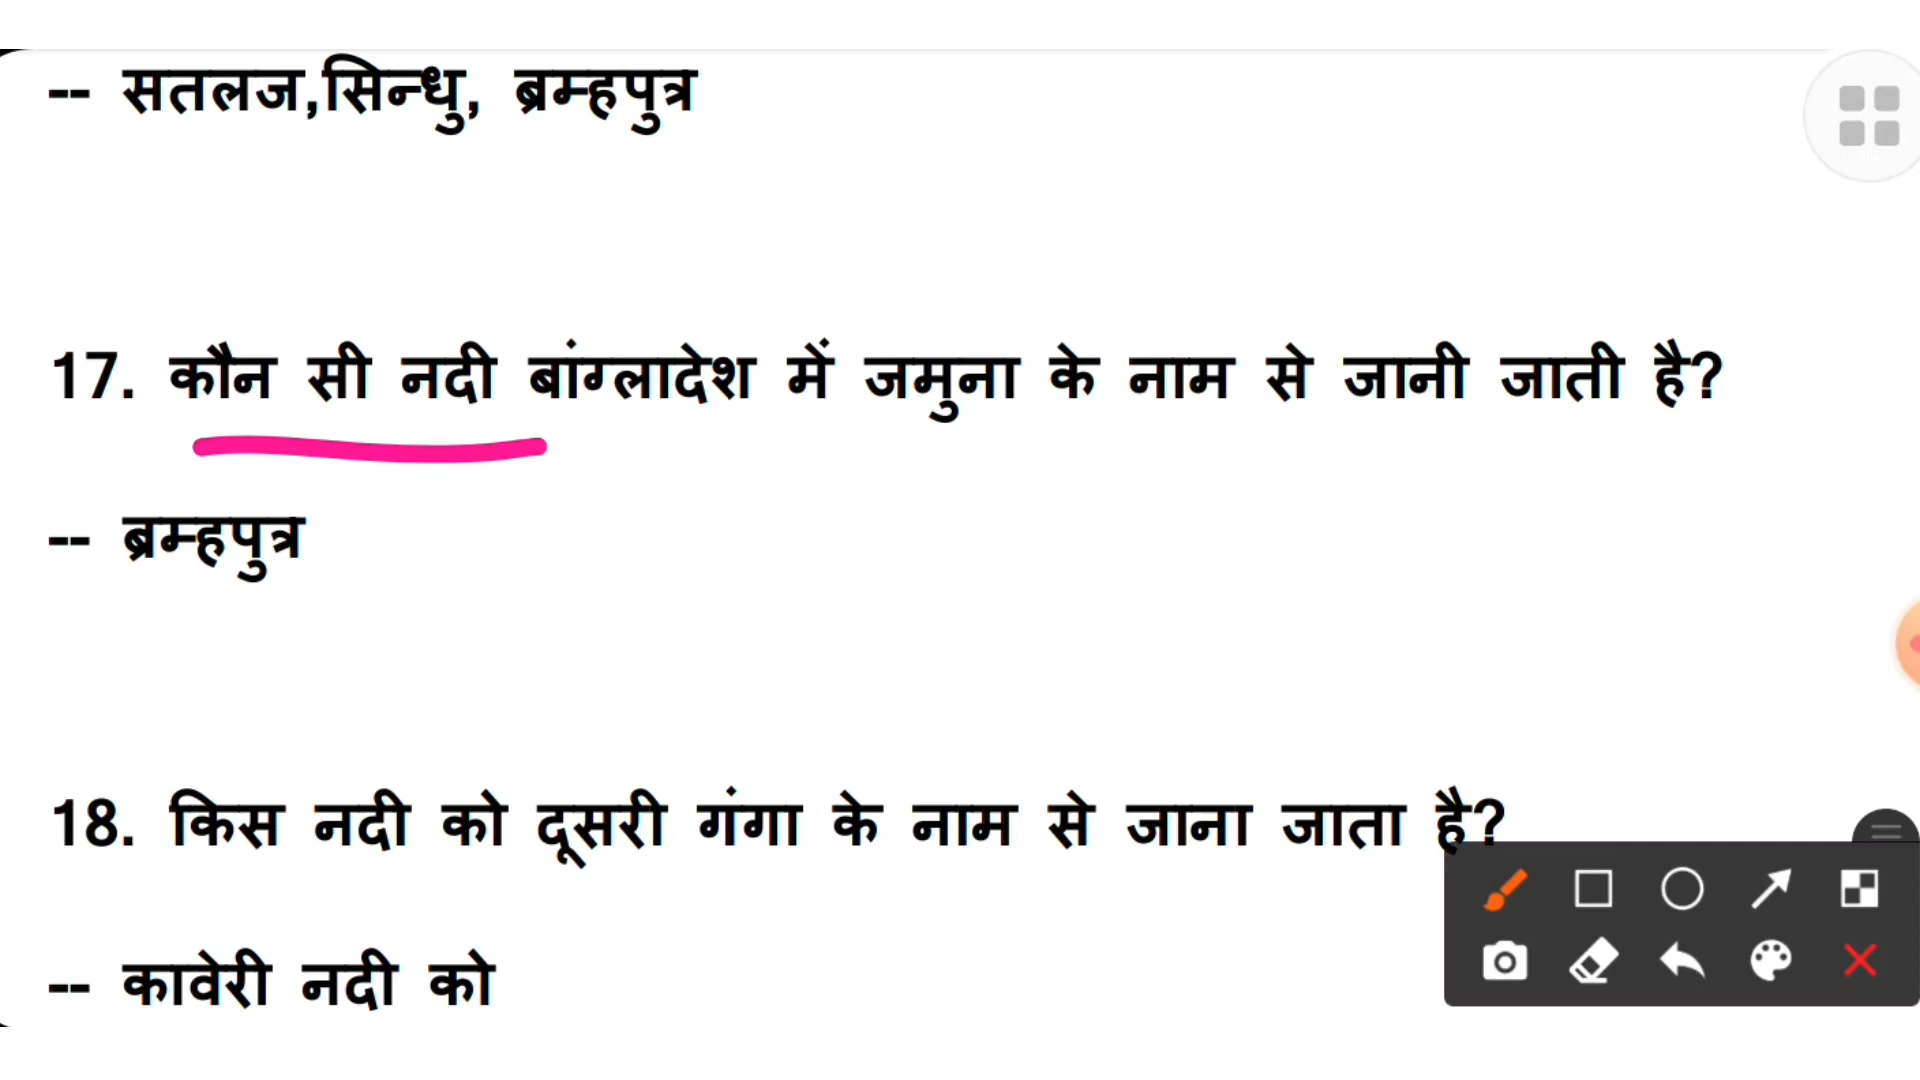 -- सतलज,सिन्धु, ब्रम्हपुत्र
17. कौन सी नदी बांग्लादेश में जमुना के नाम से जानी जाती है?
-- ब्रम्हपुत्र
18. किस नदी को दूसरी गंगा के नाम से जाना जाता है?
-- कावेरी नदी को